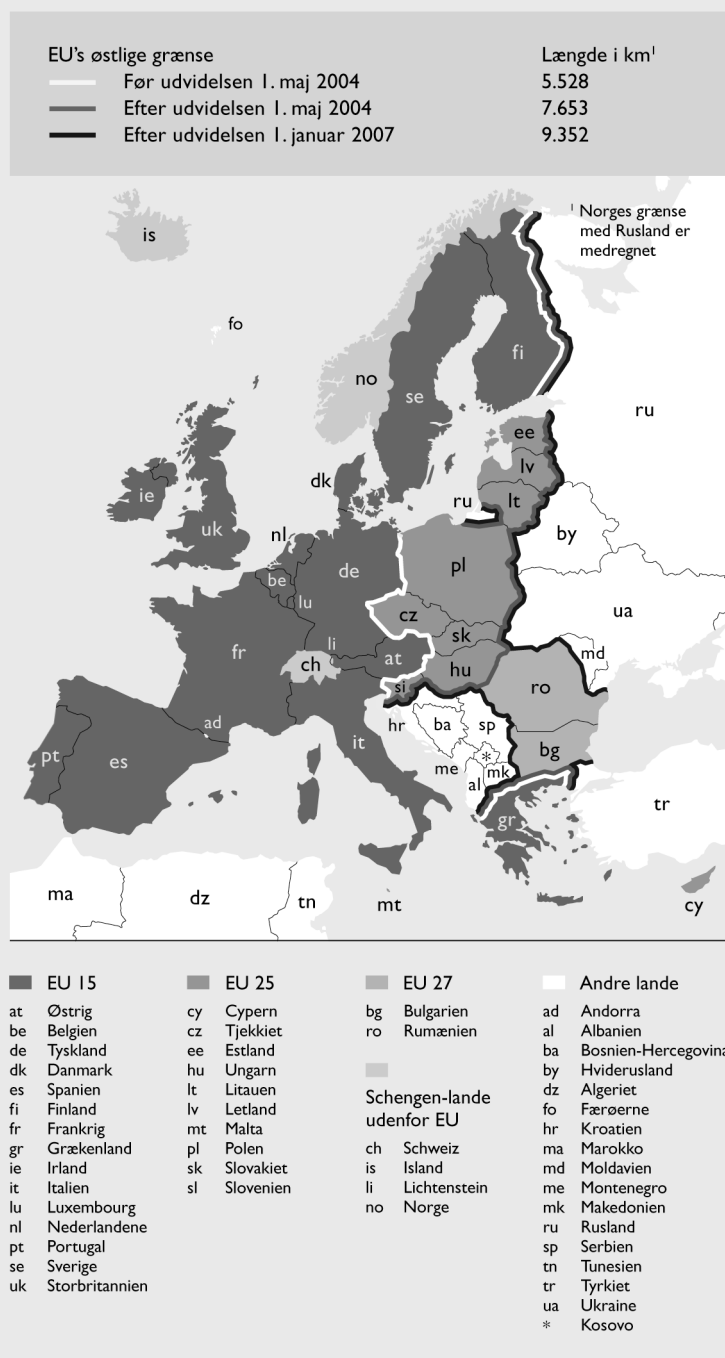 EU's østlige grænse Længde i km¹
Før udvidelsen 1. maj 2004 5.528
Efter udvidelsen 1. maj 2004 7.653
Efter udvidelsen 1. januar 2007 9.352
¹ Norges grænse
med Rusland er
medregnet
is
fo
no
se
fi
ru
ee
lv
lt
ru
dk
ie
uk
nl
be
lu
de
pl
by
cz
sk
ua
fr
li
ch
at
hu
md
ro
si
hr
ba
sp
bg
ad
it
me
*
mk
al
pt
es
gr
tr
ma
dz
tn
mt
cy
EU 15
at Østrig
be Belgien
de Tyskland
dk Danmark
es Spanien
fi Finland
fr Frankrig
gr Grækenland
ie Irland
it Italien
lu Luxembourg
nl Nederlandene
pt Portugal
se Sverige
uk Storbritannien
EU 25
cy Cypern
cz Tjekkiet
ee Estland
hu Ungarn
lt Litauen
lv Letland
mt Malta
pl Polen
sk Slovakiet
sl Slovenien
EU 27
bg Bulgarien
ro Rumænien
Schengen-lande
udenfor EU
ch Schweiz
is Island
li Lichtenstein
no Norge
Andre lande
ad Andorra
al Albanien
ba Bosnien-Hercegovina
by Hviderusland
dz Algeriet
fo Færøerne
hr Kroatien
ma Marokko
md Moldavien
me Montenegro
mk Makedonien
ru Rusland
sp Serbien
tn Tunesien
tr Tyrkiet
ua Ukraine
* Kosovo